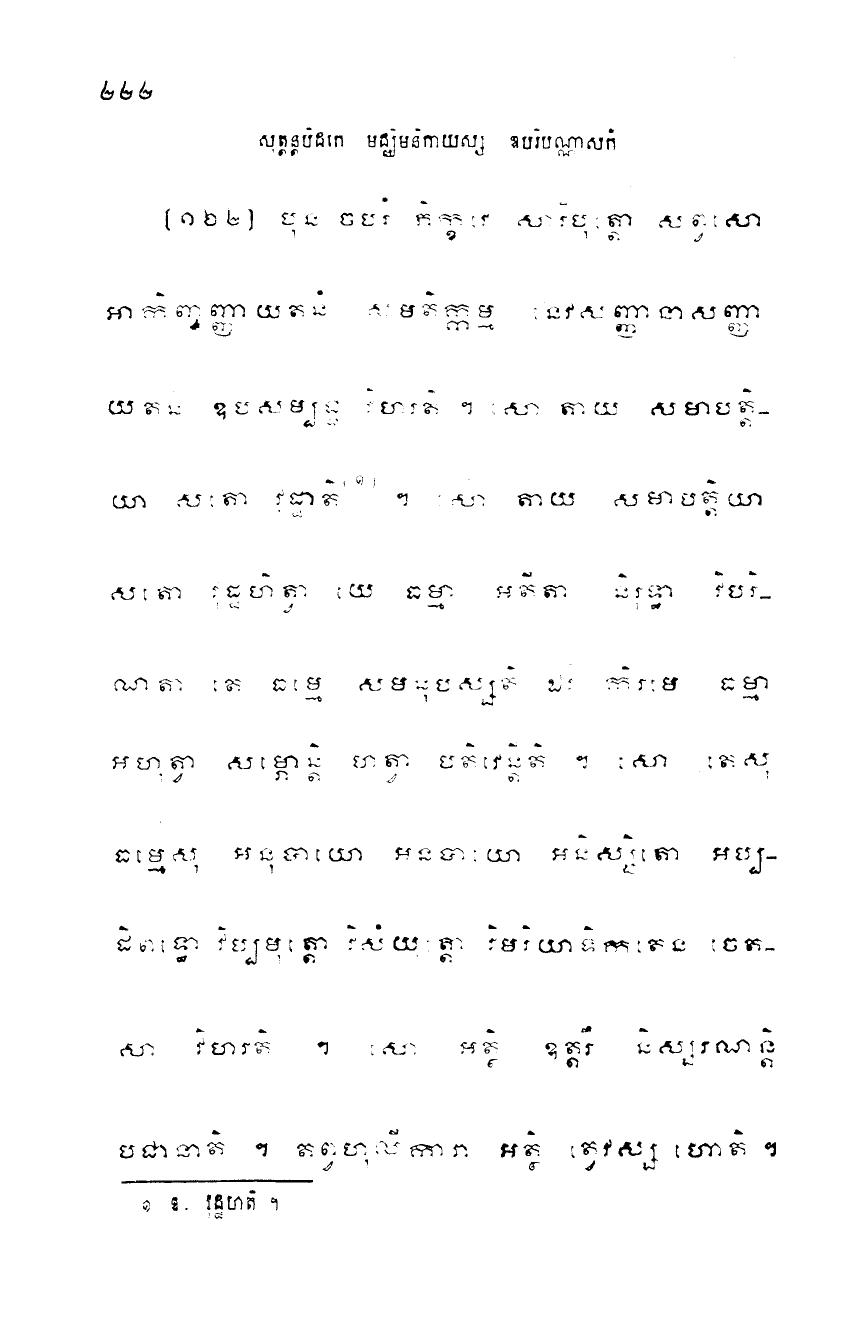 ២២២
សុត្តន្តបិដកេ មជ្ឈិមនិកាយស្ស ឧបរិបណ្ណាសកំ
[១៦២] បុន ចបរំ ភិក្ខវេ សារីបុត្តោ សព្វសោ
អាកិញ្ចញ្ញាយតនំ សមតិក្កម្ម នេវសញ្ញានាសញ្ញា
យតនំ ឧបសម្បជ្ជ វិហរតិ ។ សោ តាយ សមាបត្តិ-
យា សតោ វុដ្ឋាតិ(១) ។ សោ តាយ សមាបត្តិយា
សតោ វុដ្ឋហិត្វា យេ ធម្មា អតីតា និរុទ្ធា វិបរិ-
ណតា តេ ធម្មេ សមនុបស្សតិ ឯវំ កិរមេ ធម្មា
អហុត្វា សម្ភោន្តិ ហុត្វា បតិវេន្តិតិ ។ សោ តេសុ
ធម្មេសុ អនុបាយោ អនបាយោ អនិស្សិតោ អប្ប-
ដិពទ្ធោ វិប្បមុត្តោ វិសំយុត្តោ វិមរិយាទិកតេន ចេត-
សា វិហរតិ ។ សោ អត្ថិ ឧត្តរឹ និស្សរណន្តិ
បជានាតិ ។ តព្វហុលីការា អត្ថិ ត្វេវស្ស ហោតិ ។
១ ឱ. វុដ្ឋហតិ ។